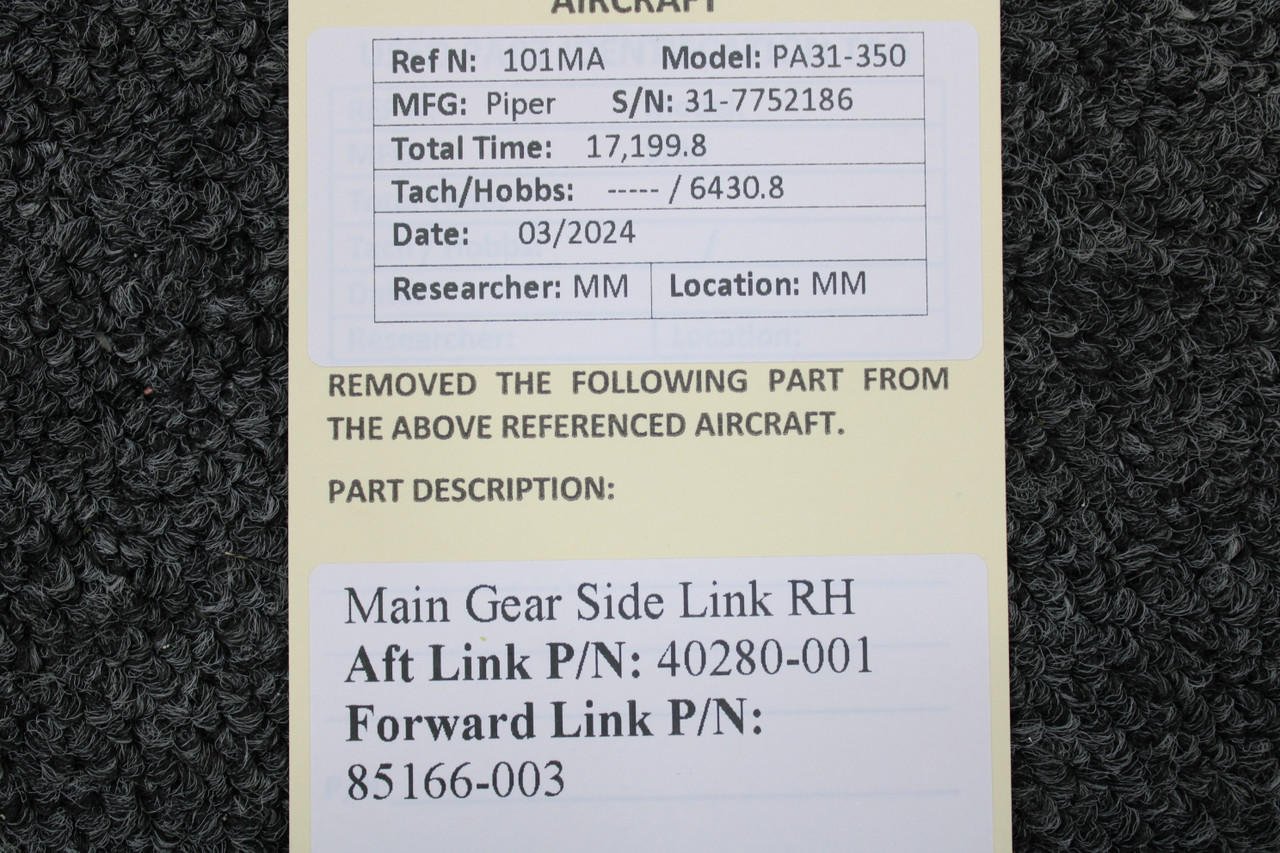 AIRCRAFT
Ref N: 101MA Model: PA31-350
MFG: Piper S/N: 31-7752186
Total Time: 17,199.8
Tach/Hobbs: ----- / 6430.8
Date: 03/2024
Researcher: MM Location: MM
REMOVED THE FOLLOWING PART FROM
THE ABOVE REFERENCED AIRCRAFT.
PART DESCRIPTION:
Main Gear Side Link RH
Aft Link P/N: 40280-001
Forward Link P/N:
85166-003